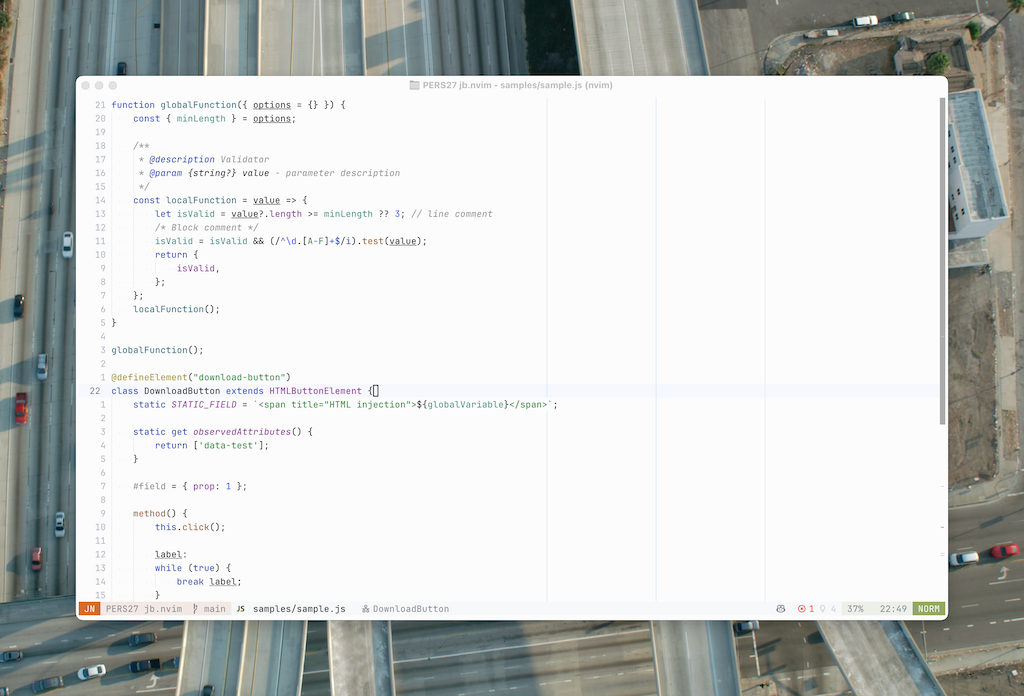 PERS27 jb.nvim - samples/sample.js (nvim)
21 function globalFunction({ options = {} }) {
20 const { minLength } = options;
19
18 /**
17 * @description Validator
16 * @param {string?} value - parameter description
15 */
14 const localFunction = value => {
13 let isValid = value?.length >= minLength ?? 3; // line comment
12 /* Block comment */
11 isValid = isValid && (/^\d.[A-F]+$/i).test(value);
10 return {
9 isValid,
8 };
7 };
6 localFunction();
5 }
4
3 globalFunction();
2
1 @defineElement("download-button")
22 class DownloadButton extends HTMLButtonElement {
1 static STATIC_FIELD = `<span title="HTML injection">${globalVariable}</span>`;
2
3 static get observedAttributes() {
4 return ['data-test'];
5 }
6
7 #field = { prop: 1 };
8
9 method() {
10 this.click();
11
12 label:
13 while (true) {
14 break label;
15 }
JN PERS27 jb.nvim main JS samples/sample.js DownloadButton 1 4 37% 22:49 NORM